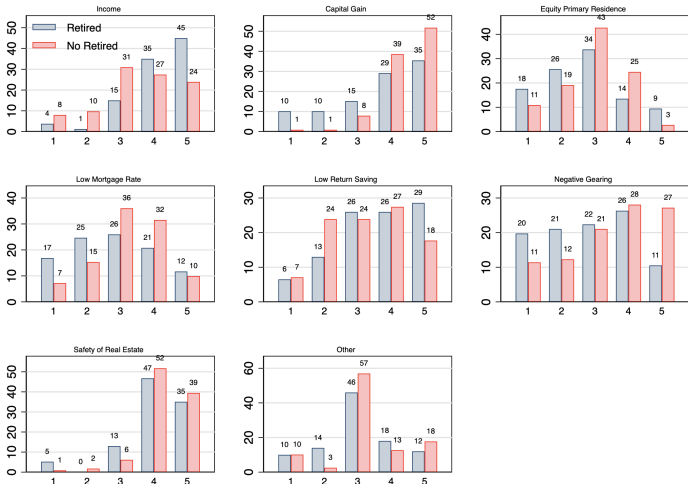 Income
Retired
No Retired
4 8 1 10 15 31 35 27 45 24
0 10 20 30 40 50
1 2 3 4 5
Capital Gain
10 1 10 1 15 8 29 39 35 52
0 10 20 30 40 50
1 2 3 4 5
Equity Primary Residence
18 11 26 19 34 43 14 25 9 3
0 10 20 30 40
1 2 3 4 5
Low Mortgage Rate
17 7 25 15 26 36 21 32 12 10
0 10 20 30 40
1 2 3 4 5
Low Return Saving
6 7 13 24 26 24 26 27 29 18
0 10 20 30
1 2 3 4 5
Negative Gearing
20 11 21 12 22 21 26 28 11 27
0 10 20 30
1 2 3 4 5
Safety of Real Estate
5 1 0 2 13 6 47 52 35 39
0 10 20 30 40 50
1 2 3 4 5
Other
10 10 14 3 46 57 18 13 12 18
0 20 40 60
1 2 3 4 5